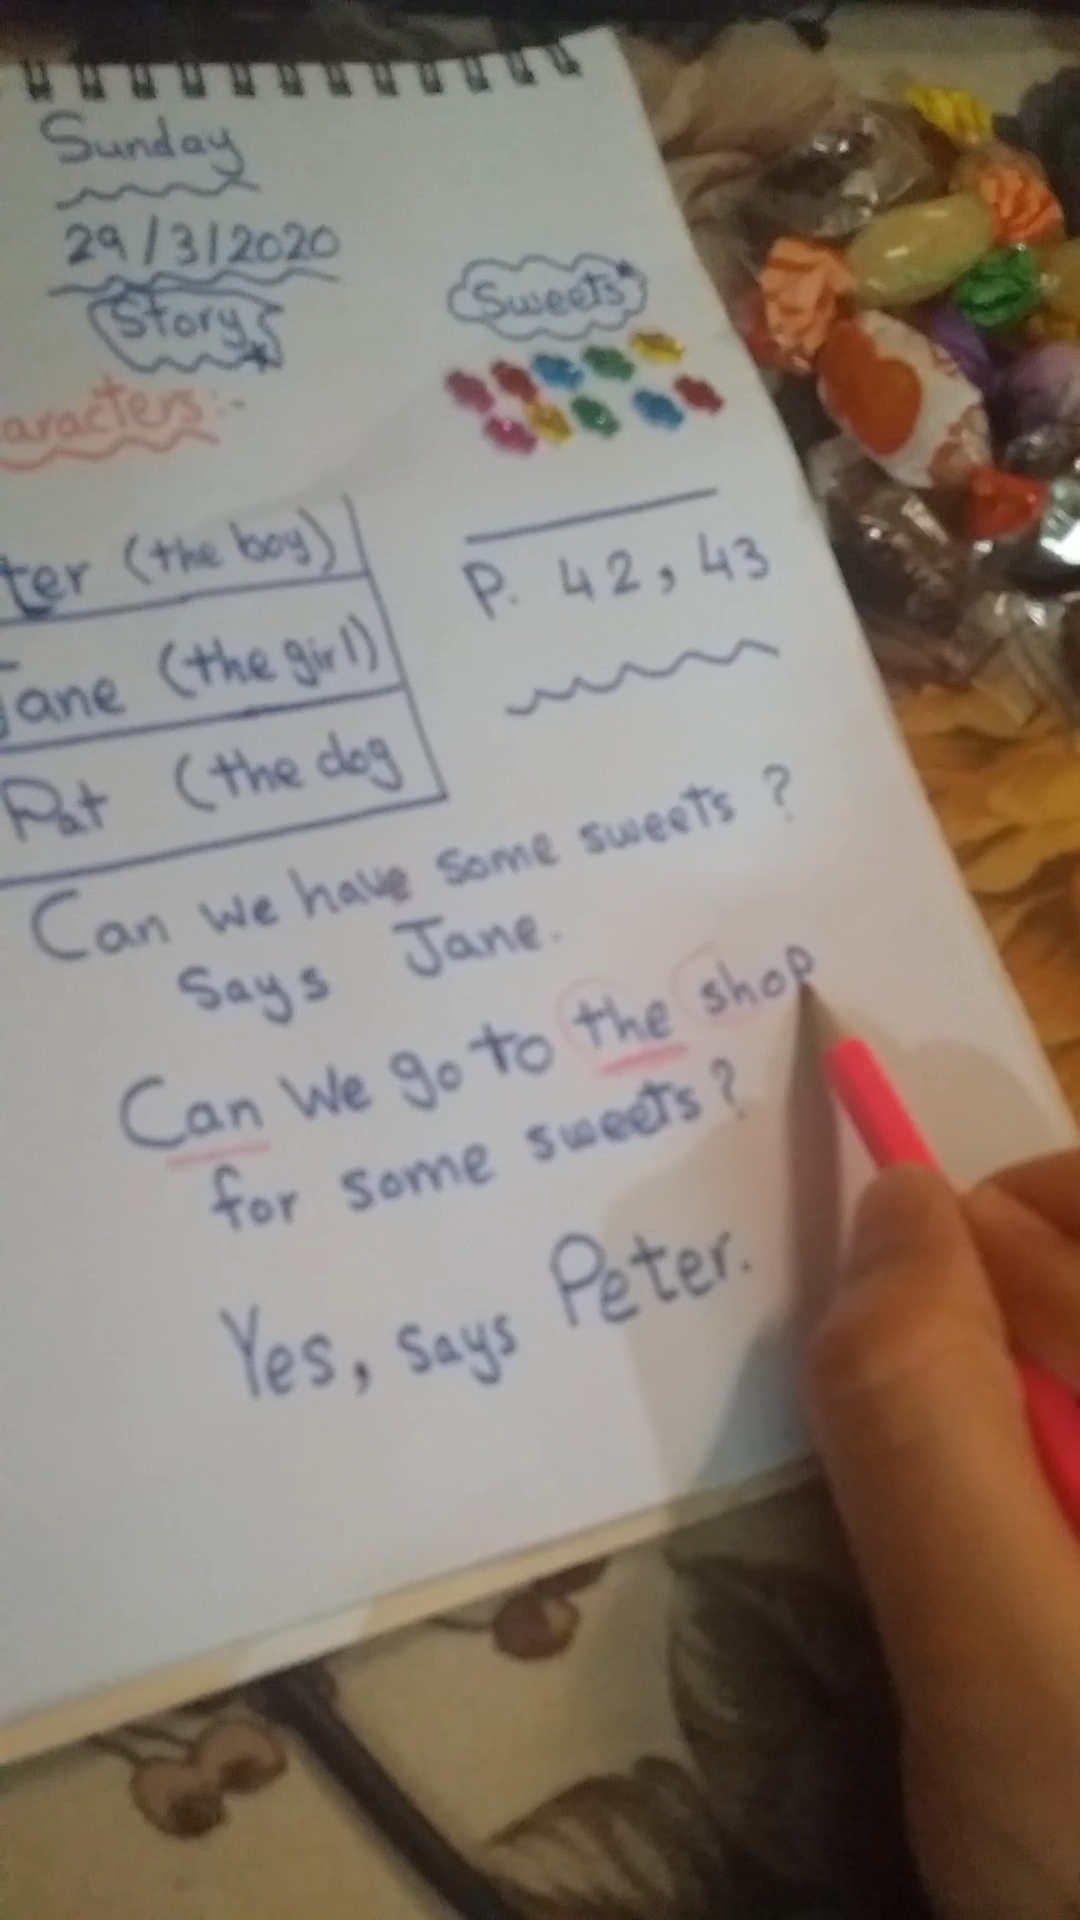 Sunday
29/3/2020
Story
Sweets
aracters:-
ter (the boy)
P. 42, 43
Jane (the girl)
Pat (the dog
Can we have some sweets?
says Jane.
Can we go to the shop
for some sweets?
Yes, says Peter.